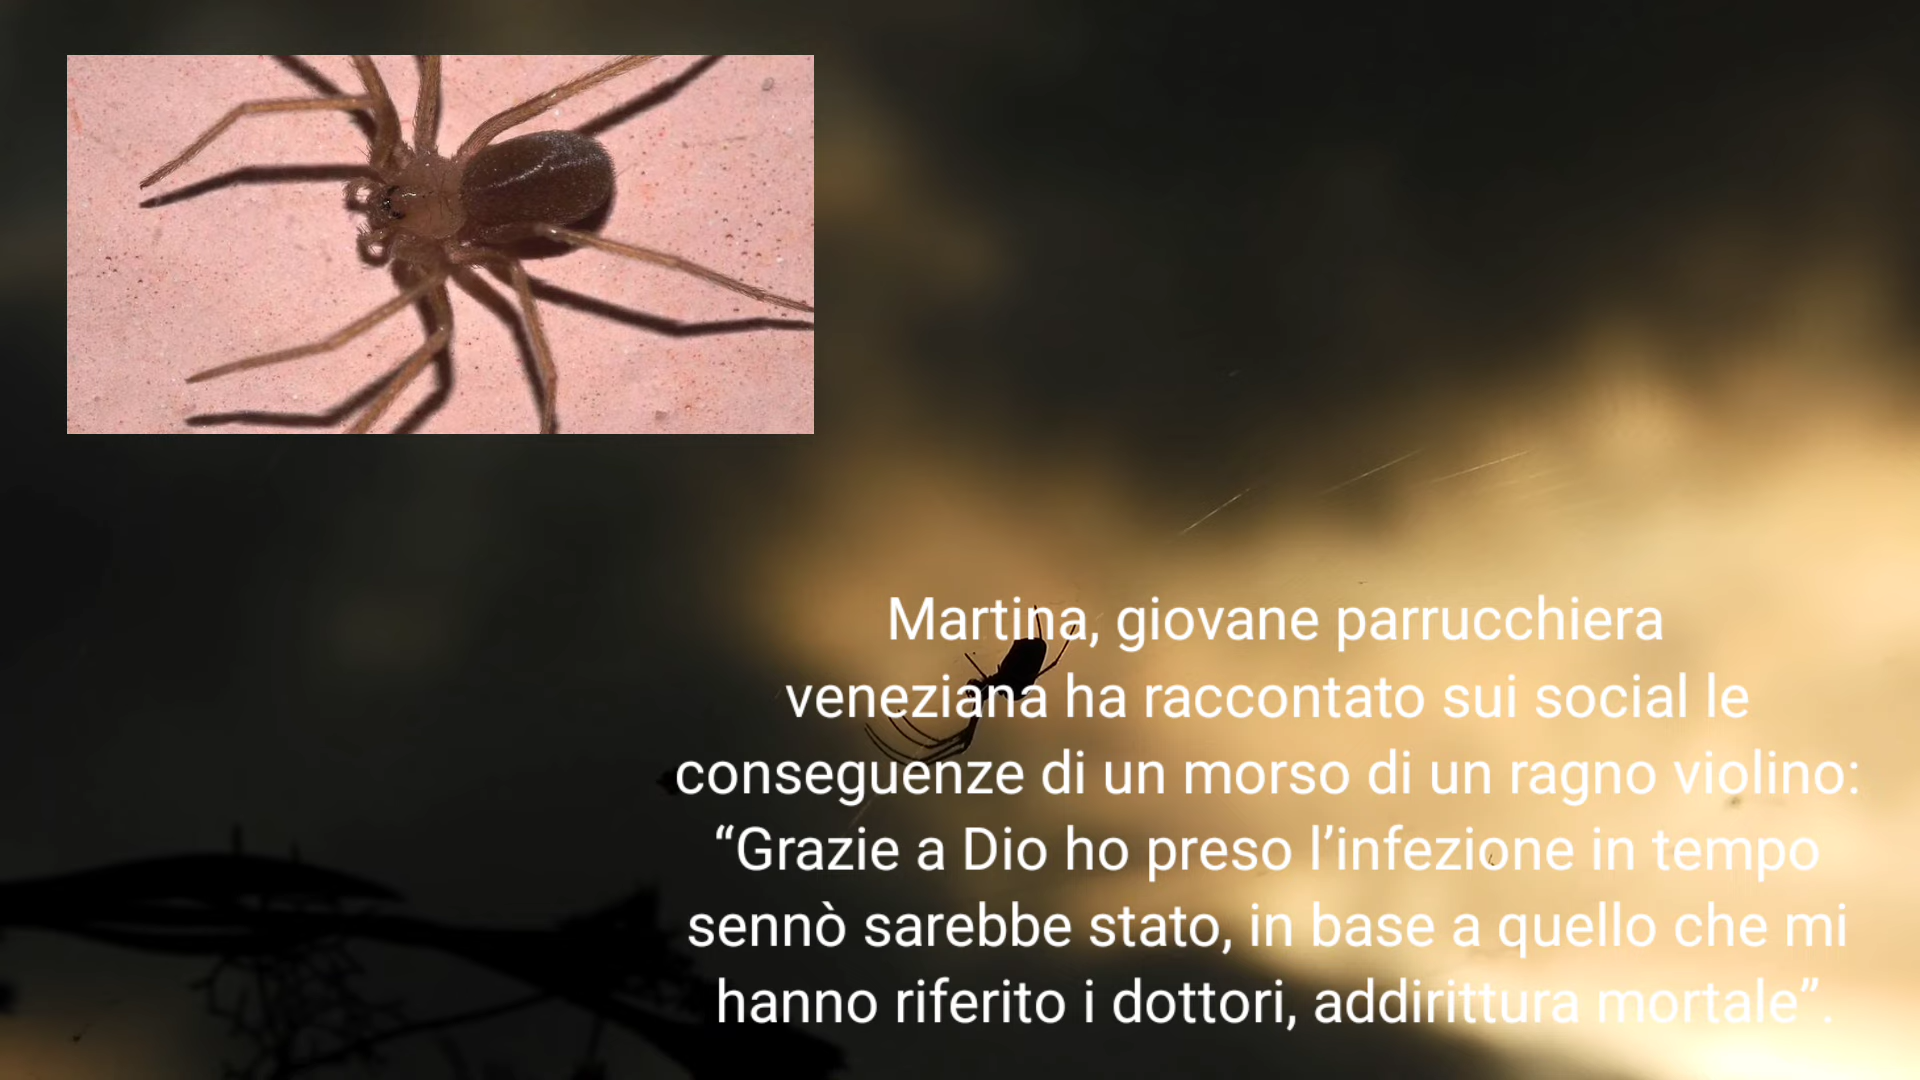 Martina, giovane parrucchiera
veneziana ha raccontato sui social le
conseguenze di un morso di un ragno violino:
“Grazie a Dio ho preso l’infezione in tempo
sennò sarebbe stato, in base a quello che mi
hanno riferito i dottori, addirittura mortale”.